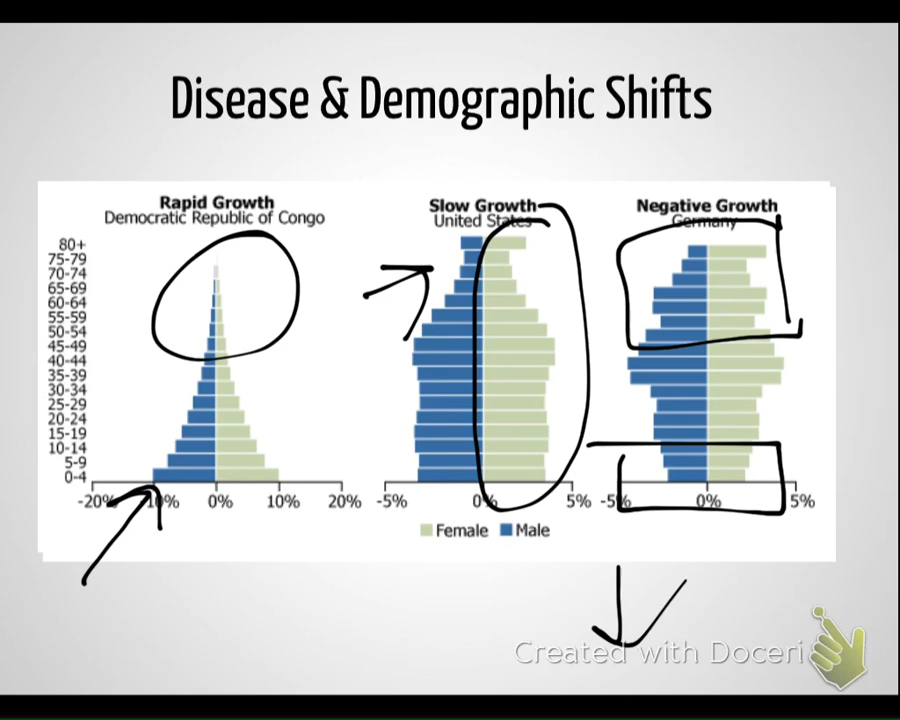 Disease & Demographic Shifts
Rapid Growth
Democratic Republic of Congo
Slow Growth
United States
Negative Growth
Germany
80+
75-79
70-74
65-69
60-64
55-59
50-54
45-49
40-44
35-39
30-34
25-29
20-24
15-19
10-14
5-9
0-4
-20% -10% 0% 10% 20%
-5% 0% 5%
-5% 0% 5%
Female Male
Created with Doceri